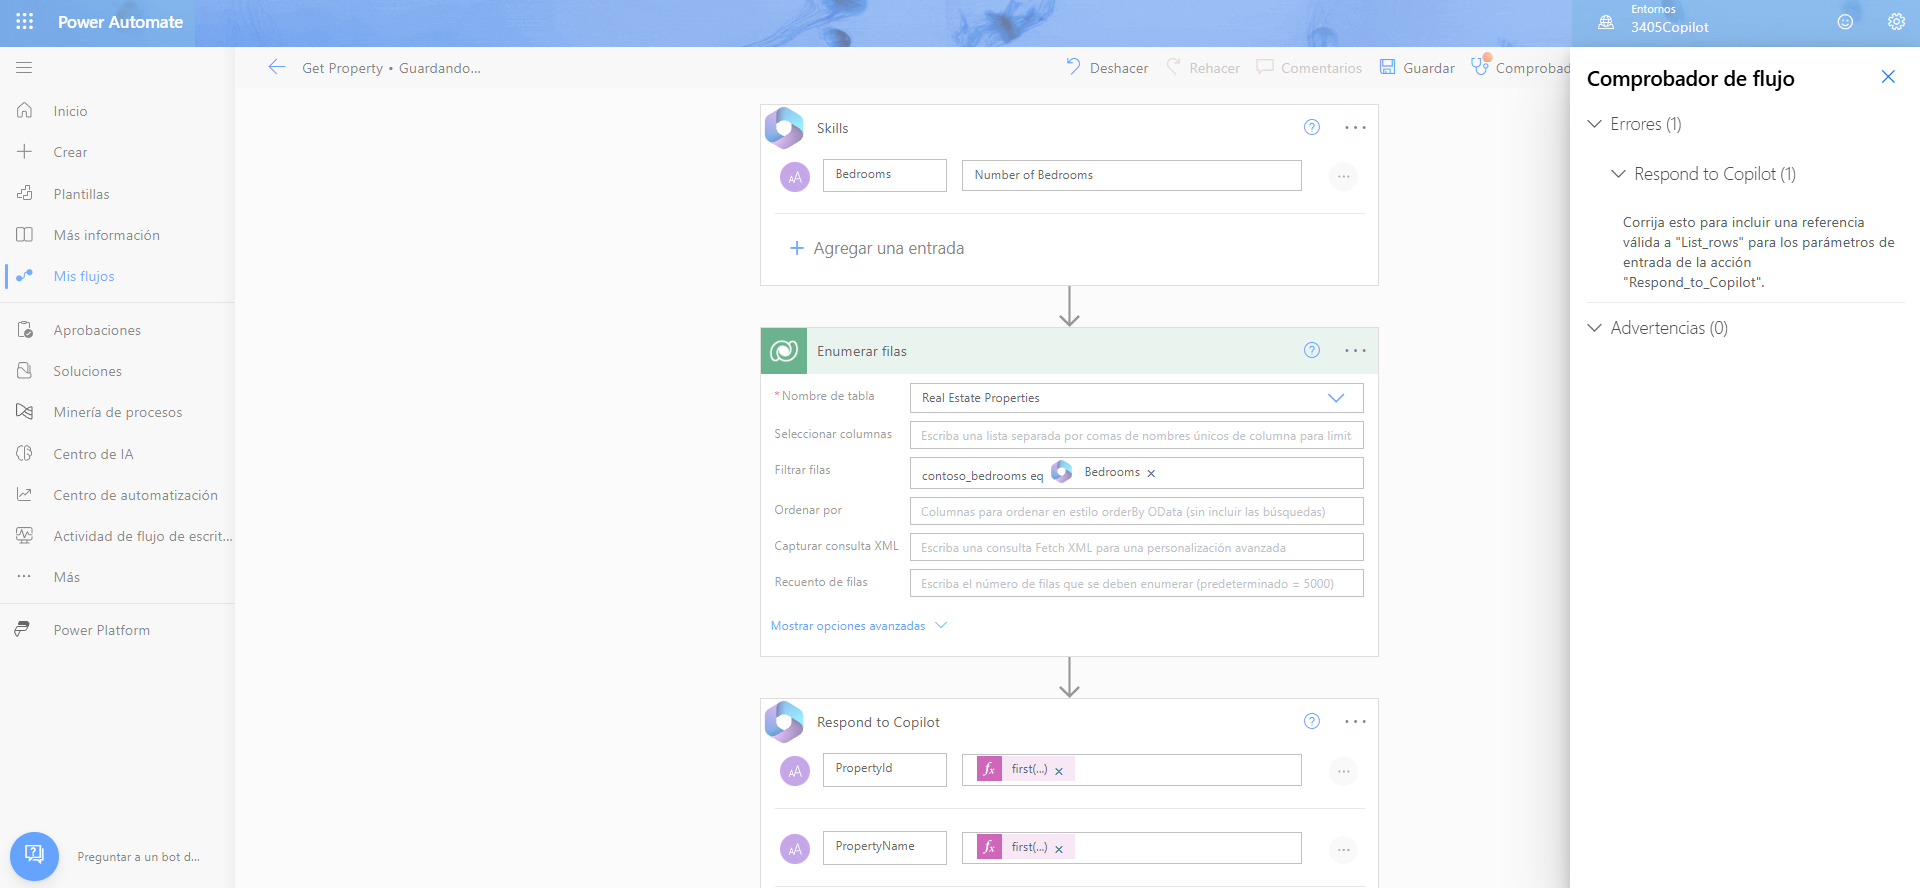 Power Automate
Entornos
3405Copilot
Get Property • Guardando...
Deshacer
Rehacer
Comentarios
Guardar
Comprobad
Inicio
Crear
Plantillas
Más información
Mis flujos
Aprobaciones
Soluciones
Minería de procesos
Centro de IA
Centro de automatización
Actividad de flujo de escrit...
Más
Power Platform
Preguntar a un bot d...
Skills
AA
Bedrooms
Number of Bedrooms
Agregar una entrada
Enumerar filas
* Nombre de tabla
Real Estate Properties
Seleccionar columnas
Escriba una lista separada por comas de nombres únicos de columna para limit
Filtrar filas
contoso_bedrooms eq Bedrooms ×
Ordenar por
Columnas para ordenar en estilo orderBy OData (sin incluir las búsquedas)
Capturar consulta XML
Escriba una consulta Fetch XML para una personalización avanzada
Recuento de filas
Escriba el número de filas que se deben enumerar (predeterminado = 5000)
Mostrar opciones avanzadas
Respond to Copilot
AA
PropertyId
fx first(...) ×
AA
PropertyName
fx first(...) ×
Comprobador de flujo
Errores (1)
Respond to Copilot (1)
Corrija esto para incluir una referencia
válida a "List_rows" para los parámetros de
entrada de la acción
"Respond_to_Copilot".
Advertencias (0)